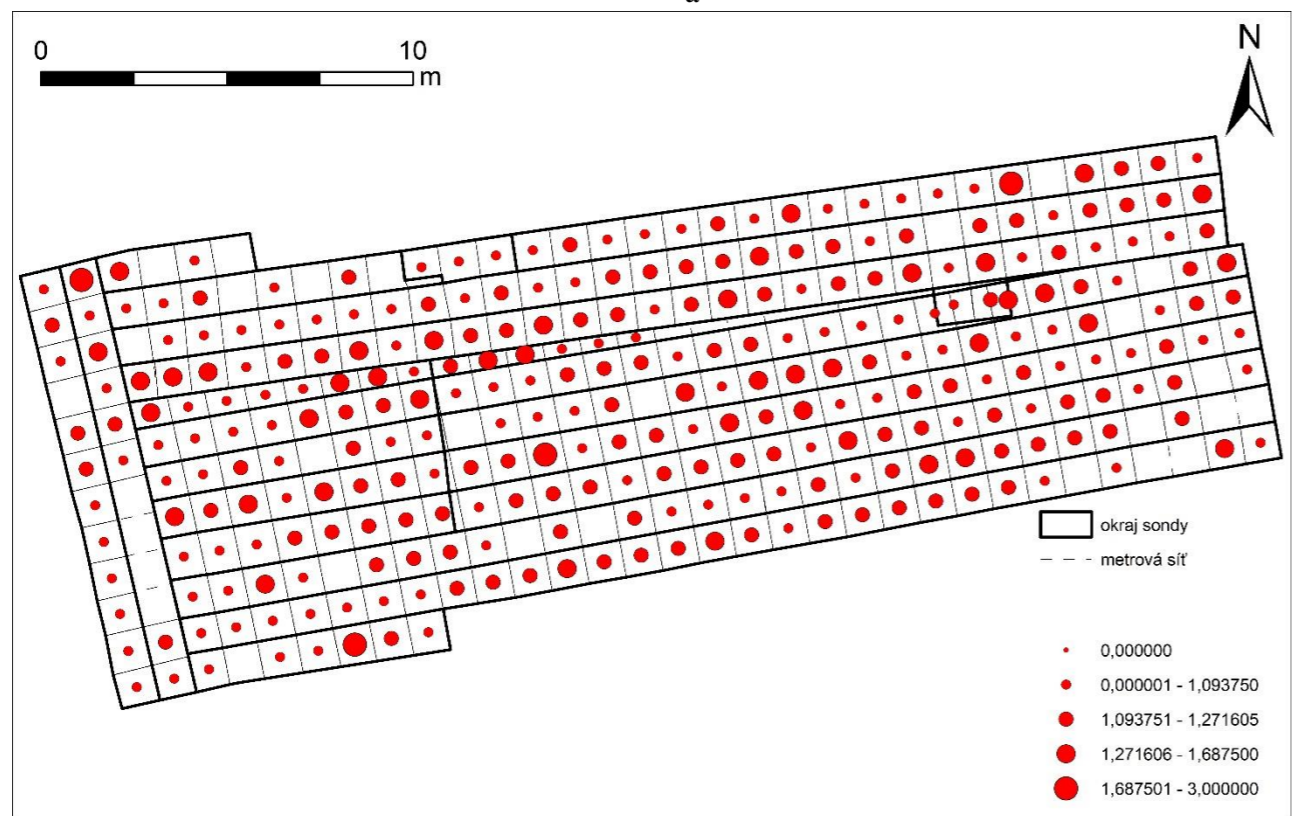 0 10
m
N
okraj sondy
metrová síť
0,000000
0,000001 - 1,093750
1,093751 - 1,271605
1,271606 - 1,687500
1,687501 - 3,000000